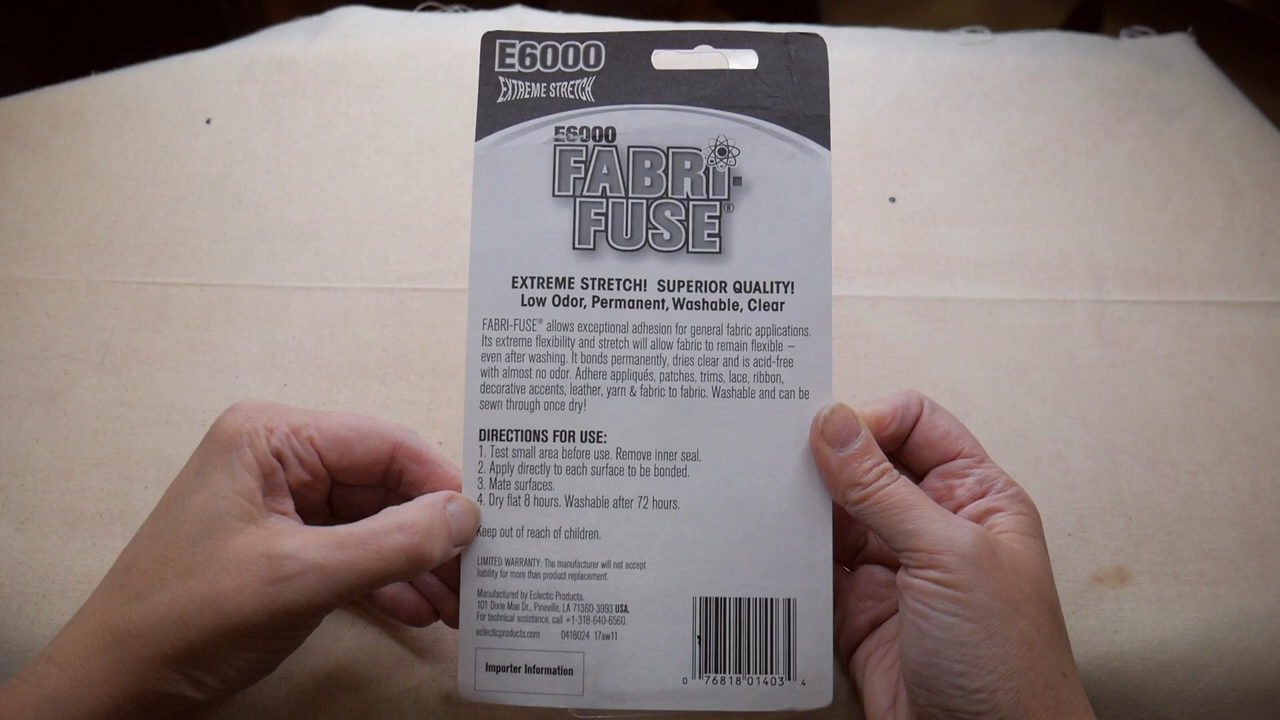 E6000
EXTREME STRETCH
E6000
FABRI-
FUSE®
EXTREME STRETCH! SUPERIOR QUALITY!
Low Odor, Permanent, Washable, Clear
FABRI-FUSE® allows exceptional adhesion for general fabric applications.
Its extreme flexibility and stretch will allow fabric to remain flexible –
even after washing. It bonds permanently, dries clear and is acid-free
with almost no odor. Adhere appliqués, patches, trims, lace, ribbon,
decorative accents, leather, yarn & fabric to fabric. Washable and can be
sewn through once dry!
DIRECTIONS FOR USE:
1. Test small area before use. Remove inner seal.
2. Apply directly to each surface to be bonded.
3. Mate surfaces.
4. Dry flat 8 hours. Washable after 72 hours.
Keep out of reach of children.
LIMITED WARRANTY: The manufacturer will not accept
liability for more than product replacement.
Manufactured by Eclectic Products.
101 Dixie Mae Dr., Pineville, LA 71360-3993 USA.
For technical assistance, call +1-318-640-6560.
eclecticproducts.com 0418024 17aw11
Importer Information
0 76818 01403 4